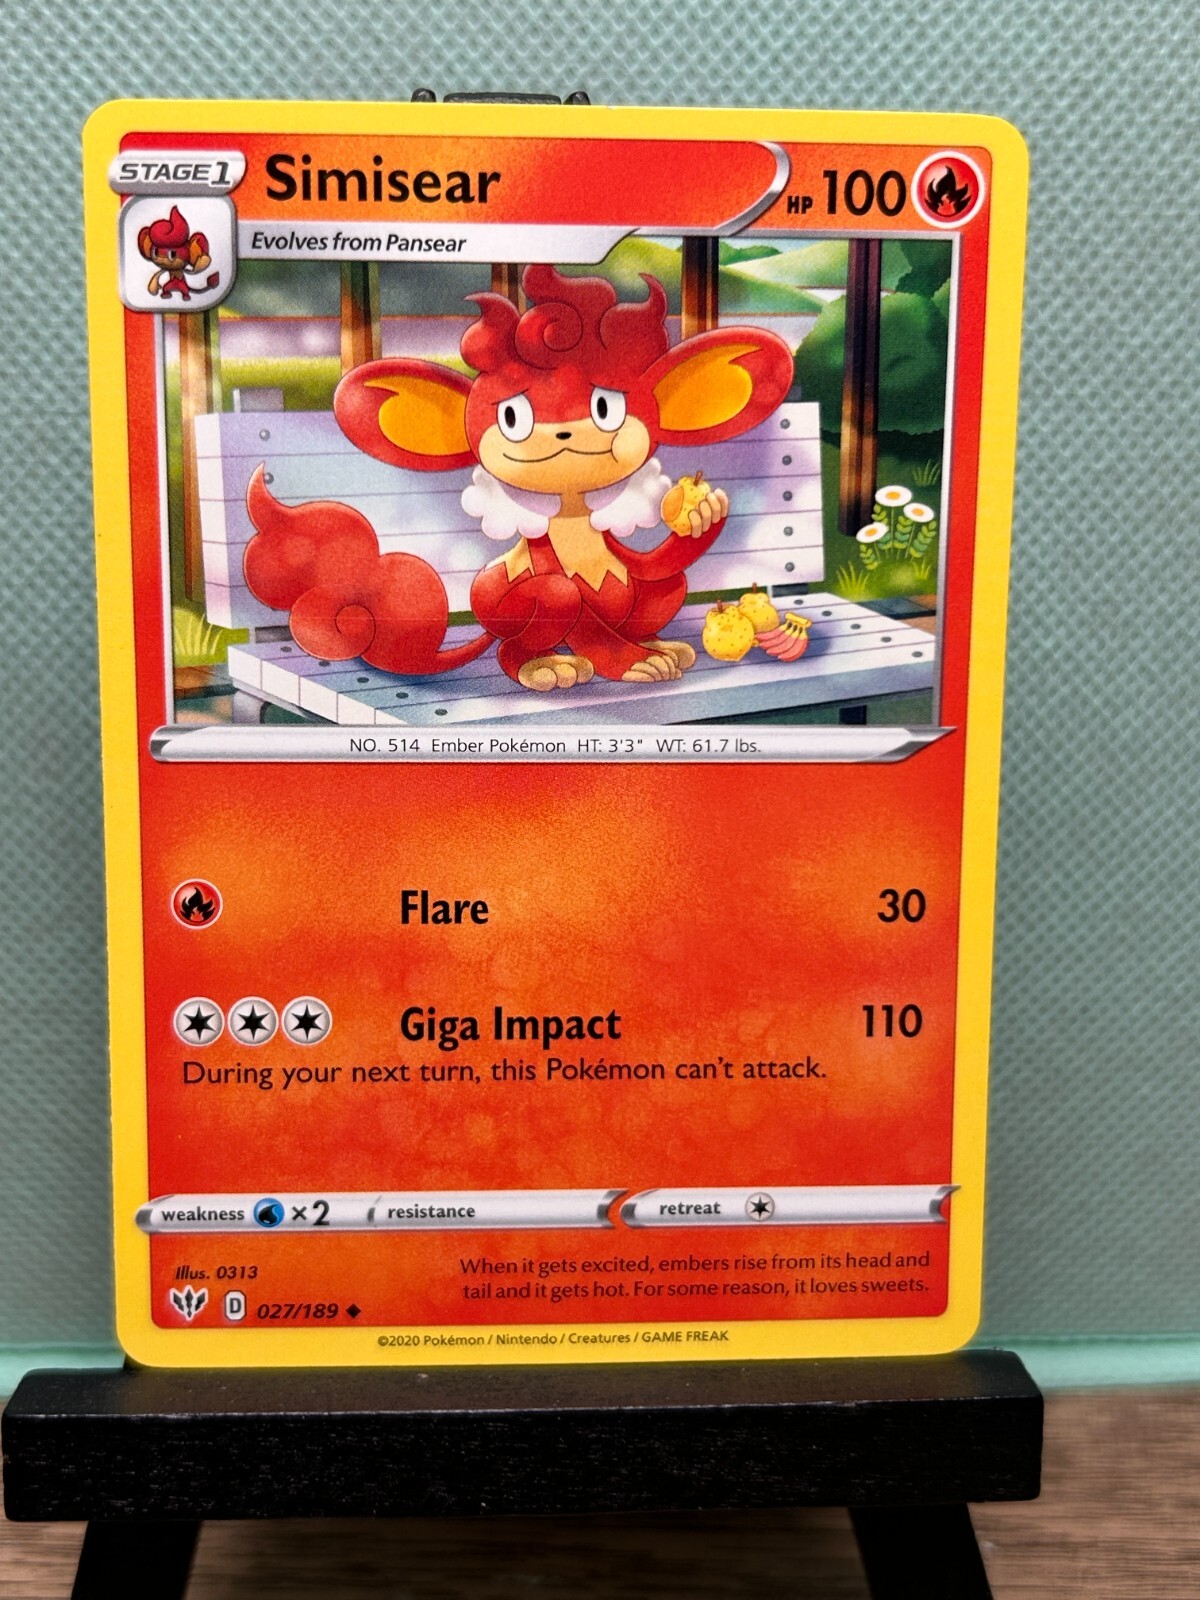 STAGE 1
Simisear
HP 100
Evolves from Pansear
NO. 514 Ember Pokémon HT: 3'3" WT: 61.7 lbs.
Flare 30
Giga Impact 110
During your next turn, this Pokémon can't attack.
weakness ×2 resistance retreat
Illus. 0313
When it gets excited, embers rise from its head and
tail and it gets hot. For some reason, it loves sweets.
D 027/189
©2020 Pokémon / Nintendo / Creatures / GAME FREAK